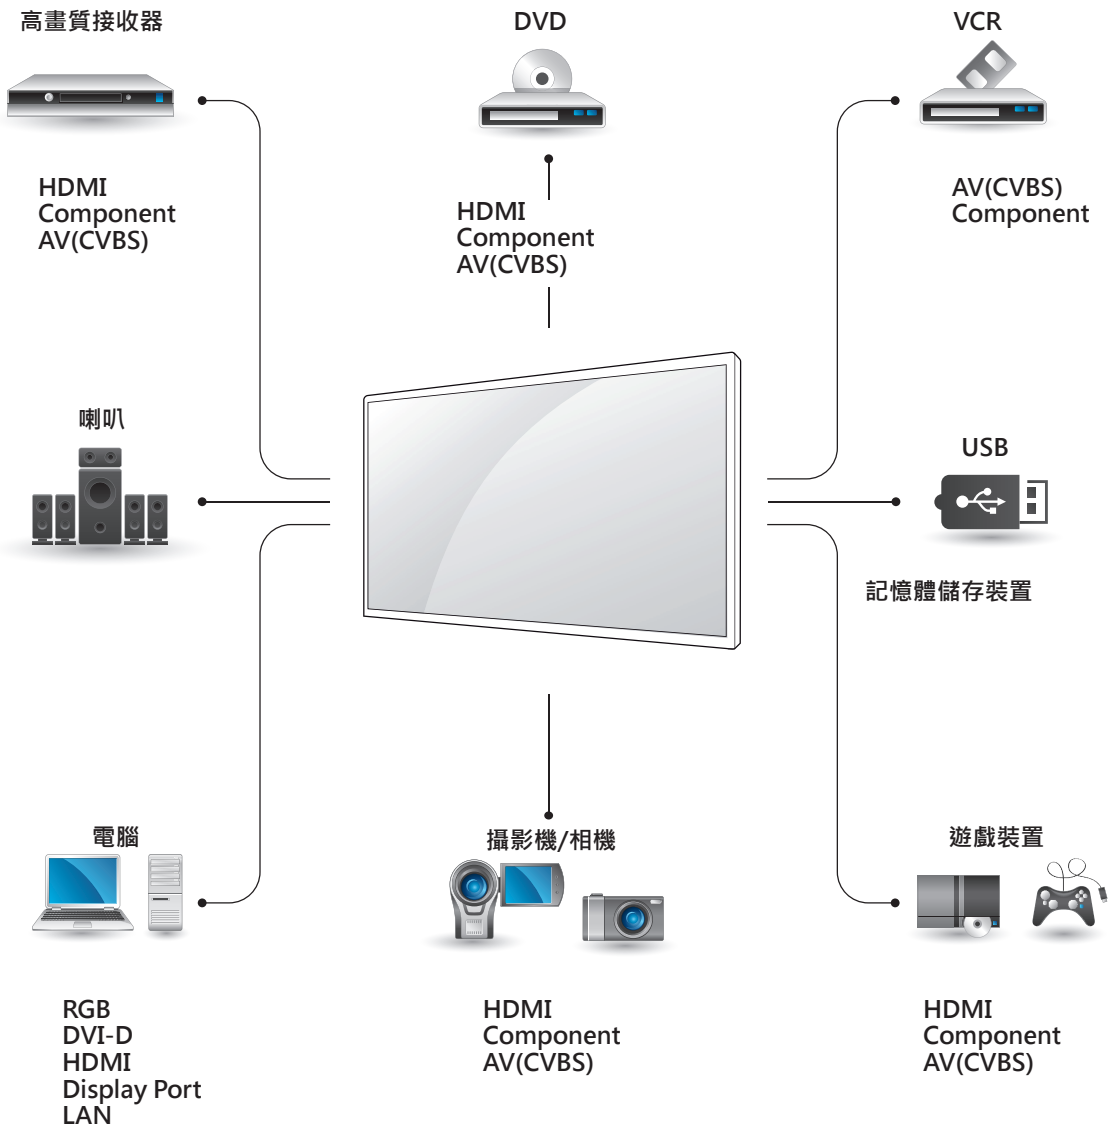 高畫質接收器
HDMI
Component
AV(CVBS)
DVD
HDMI
Component
AV(CVBS)
VCR
AV(CVBS)
Component
喇叭
USB
記憶體儲存裝置
電腦
RGB
DVI-D
HDMI
Display Port
LAN
攝影機/相機
HDMI
Component
AV(CVBS)
遊戲裝置
HDMI
Component
AV(CVBS)